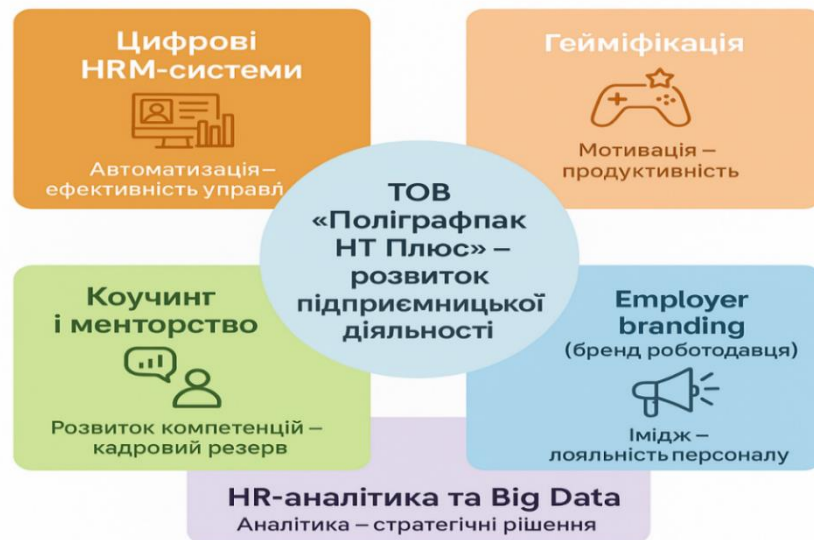 Цифрові
HRM-системи
Автоматизація–
ефективність
Гейміфікація
Мотивація –
продуктивність
ТОВ
«Поліграфпак
НТ Плюс» –
розвиток
підприємницької
діяльності
Коучинг
і менторство
Розвиток компетенцій –
кадровий резерв
Employer
branding
(бренд роботодавця)
Імідж –
лояльність персоналу
HR-аналітика та Big Data
Аналітика – стратегічні рішення